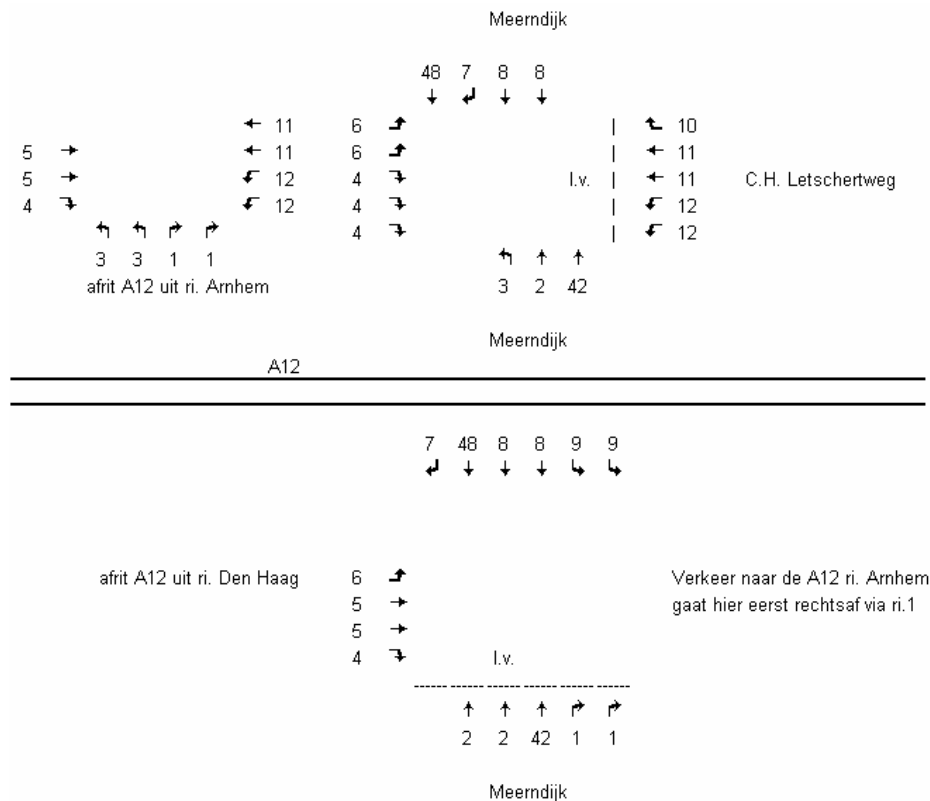 Meerndijk
48 7 8 8
11 6 10
5 11 6 11
5 12 4 l.v. 11 C.H. Letschertweg
4 12 4 12
4 12
3 3 1 1 3 2 42
afrit A12 uit ri. Arnhem
Meerndijk
A12
7 48 8 8 9 9
afrit A12 uit ri. Den Haag 6 Verkeer naar de A12 ri. Arnhem
5 gaat hier eerst rechtsaf via ri.1
5
4 l.v.
2 2 42 1 1
Meerndijk